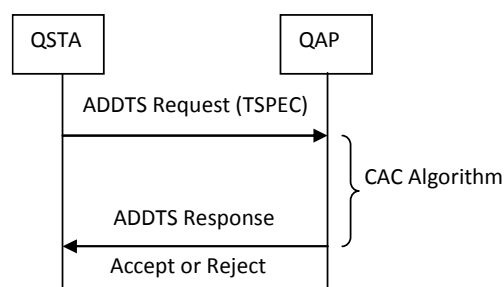 QSTA
QAP
ADDTS Request (TSPEC)
CAC Algorithm
ADDTS Response
Accept or Reject